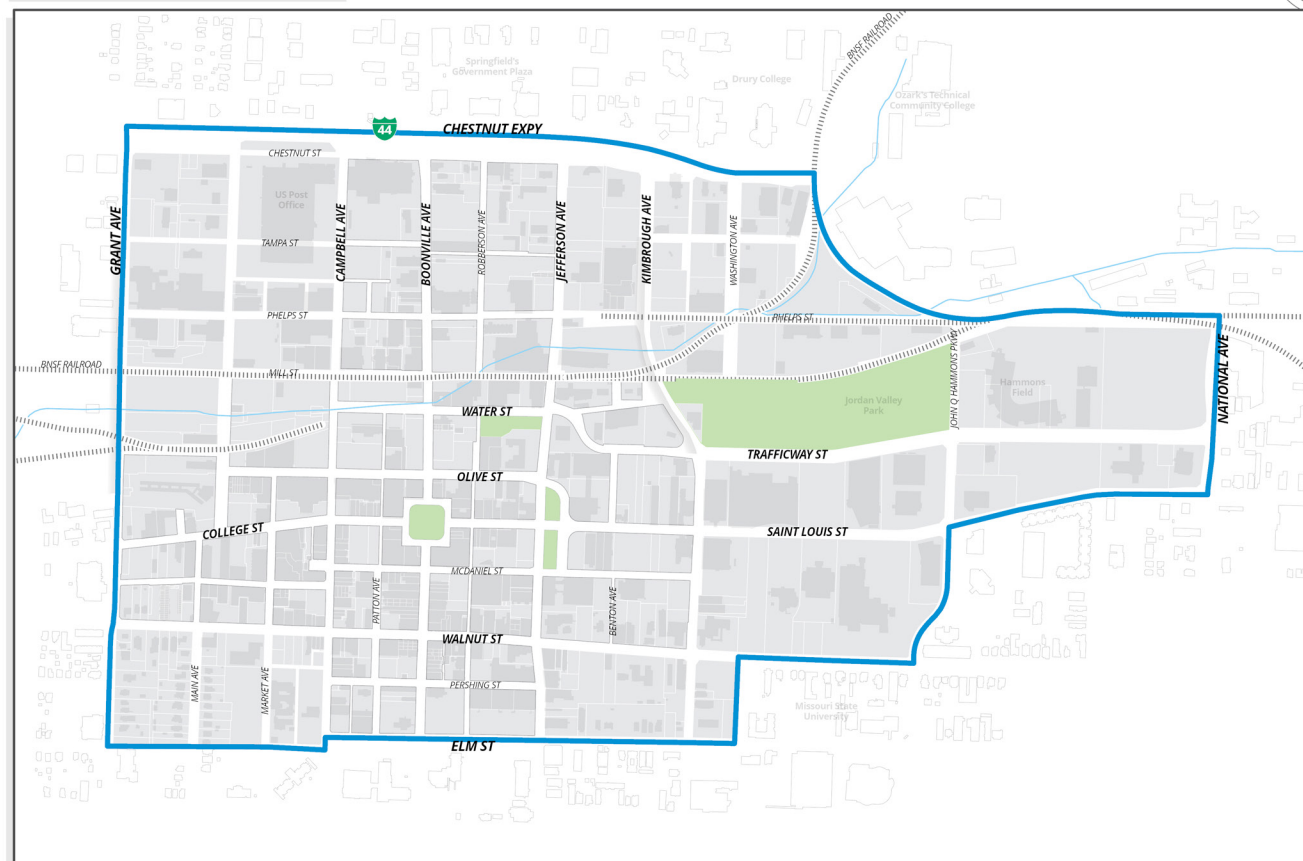 BNSF RAILROAD
Springfield's
Government Plaza
Drury College
Ozark's Technical
Community College
44
CHESTNUT EXPY
CHESTNUT ST
US Post
Office
GRANT AVE
CAMPBELL AVE
BOONVILLE AVE
ROBBERSON AVE
JEFFERSON AVE
KIMBROUGH AVE
WASHINGTON AVE
TAMPA ST
PHELPS ST
PHELPS ST
BNSF RAILROAD
MILL ST
JOHN Q HAMMONS PKWY
NATIONAL AVE
Hammons
Field
Jordan Valley
Park
WATER ST
TRAFFICWAY ST
OLIVE ST
COLLEGE ST
SAINT LOUIS ST
MCDANIEL ST
PATTON AVE
BENTON AVE
WALNUT ST
MAIN AVE
MARKET AVE
PERSHING ST
Missouri State
University
ELM ST